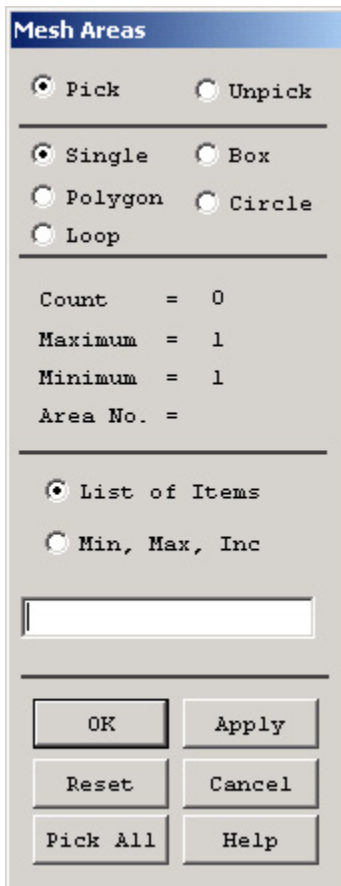 Mesh Areas
Pick Unpick
Single Box
Polygon Circle
Loop
Count = 0
Maximum = 1
Minimum = 1
Area No. =
List of Items
Min, Max, Inc
OK Apply
Reset Cancel
Pick All Help